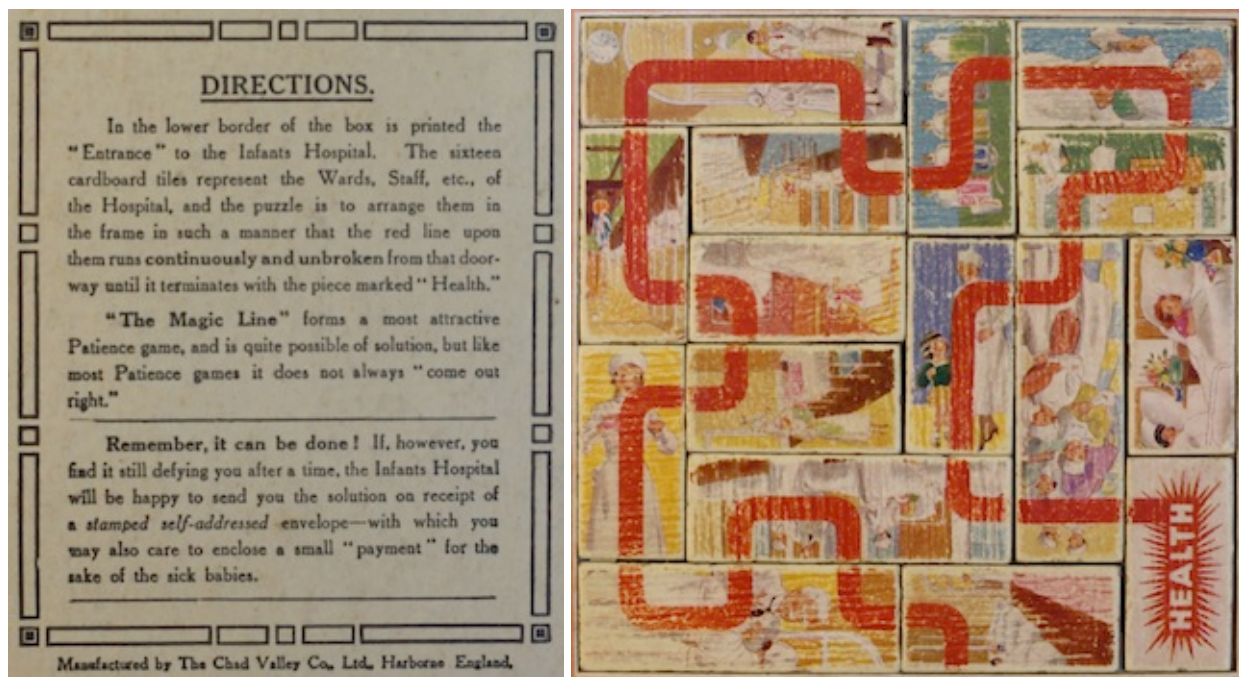 DIRECTIONS.
In the lower border of the box is printed the
"Entrance" to the Infants Hospital. The sixteen
cardboard tiles represent the Wards, Staff, etc., of
the Hospital, and the puzzle is to arrange them in
the frame in such a manner that the red line upon
them runs continuously and unbroken from that door-
way until it terminates with the piece marked "Health."
"The Magic Line" forms a most attractive
Patience game, and is quite possible of solution, but like
most Patience games it does not always "come out
right."
Remember, it can be done! If, however, you
find it still defying you after a time, the Infants Hospital
will be happy to send you the solution on receipt of
a stamped self-addressed envelope—with which you
may also care to enclose a small "payment" for the
sake of the sick babies.
Manufactured by The Chad Valley Co., Ltd., Harborne England,
HEALTH